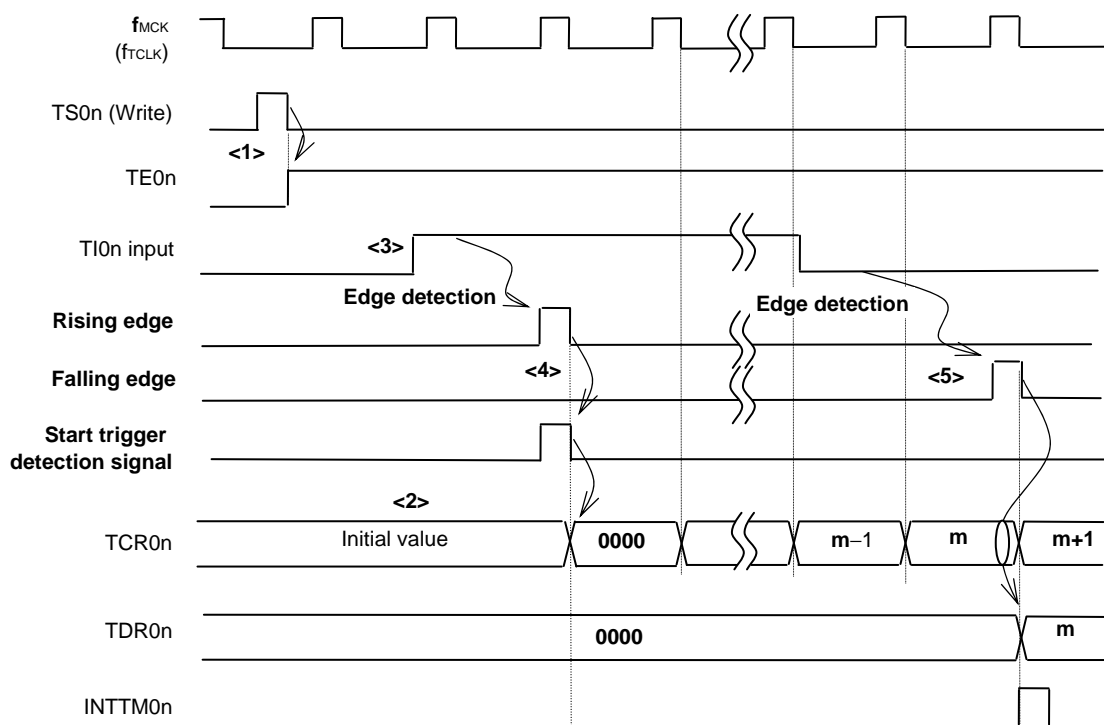 fMCK
(fTCLK)
TS0n (Write)
<1>
TE0n
TI0n input
<3>
Edge detection
Edge detection
Rising edge
<4>
Falling edge
<5>
Start trigger
detection signal
<2>
TCR0n
Initial value
0000
m−1
m
m+1
TDR0n
0000
m
INTTM0n